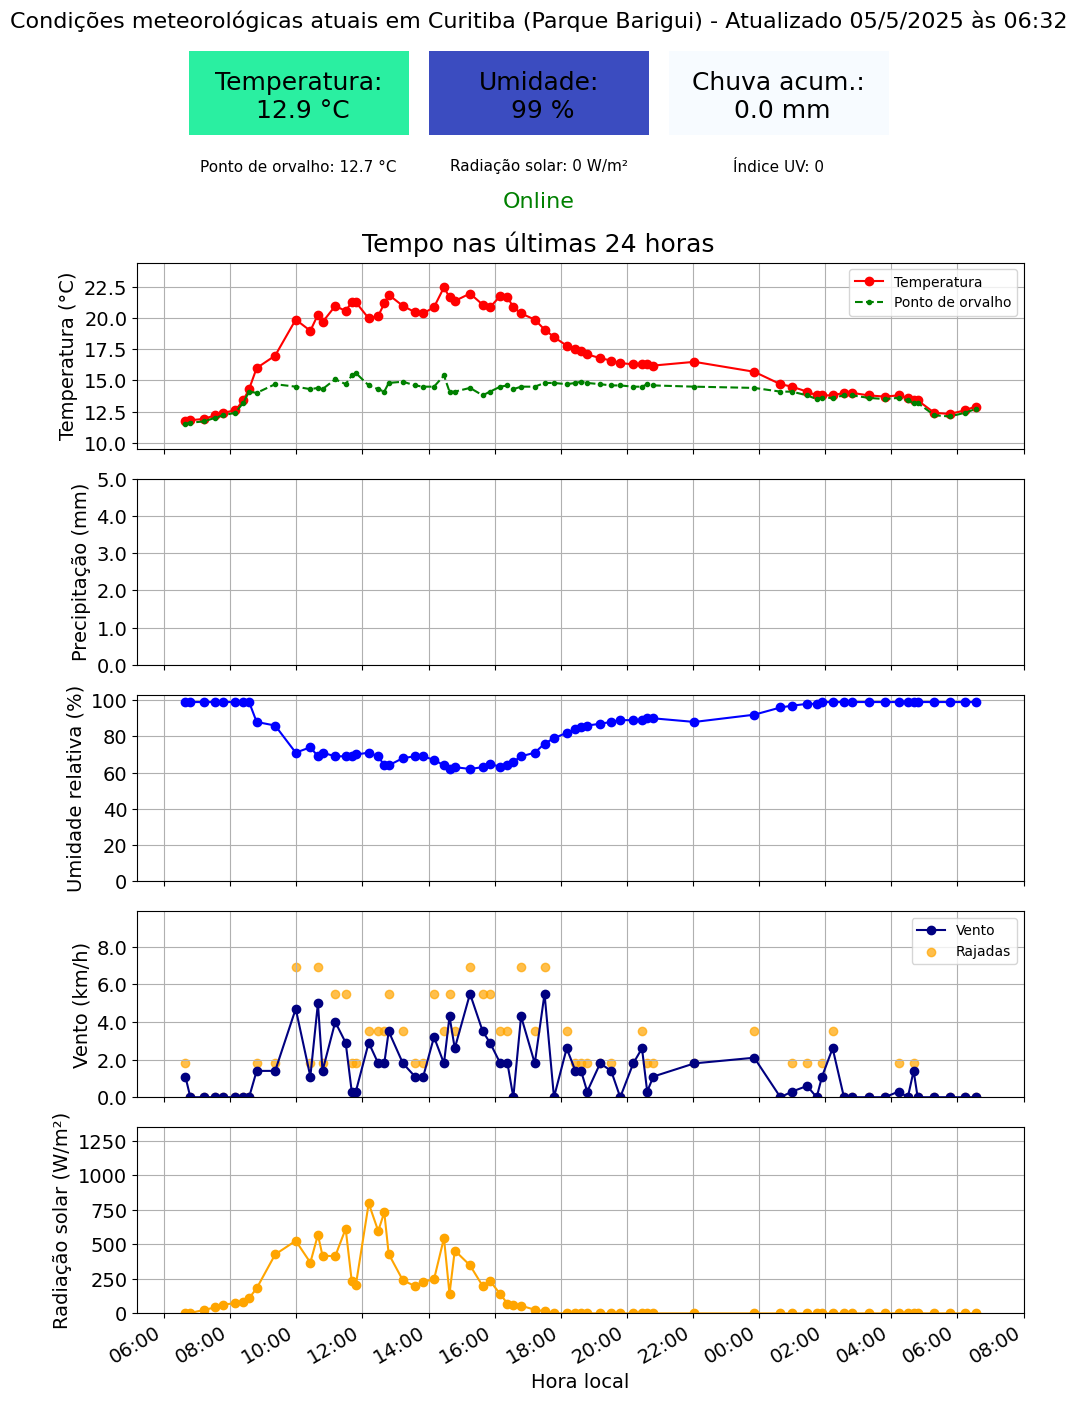 Condições meteorológicas atuais em Curitiba (Parque Barigui) - Atualizado 05/5/2025 às 06:32
Temperatura:
12.9 °C
Umidade:
99 %
Chuva acum.:
0.0 mm
Ponto de orvalho: 12.7 °C
Radiação solar: 0 W/m²
Índice UV: 0
Online
Tempo nas últimas 24 horas
Temperatura (°C)
22.5
20.0
17.5
15.0
12.5
10.0
Temperatura
Ponto de orvalho
Precipitação (mm)
5.0
4.0
3.0
2.0
1.0
0.0
Umidade relativa (%)
100
80
60
40
20
0
Vento (km/h)
8.0
6.0
4.0
2.0
0.0
Vento
Rajadas
Radiação solar (W/m²)
1250
1000
750
500
250
0
06:00
08:00
10:00
12:00
14:00
16:00
18:00
20:00
22:00
00:00
02:00
04:00
06:00
08:00
Hora local